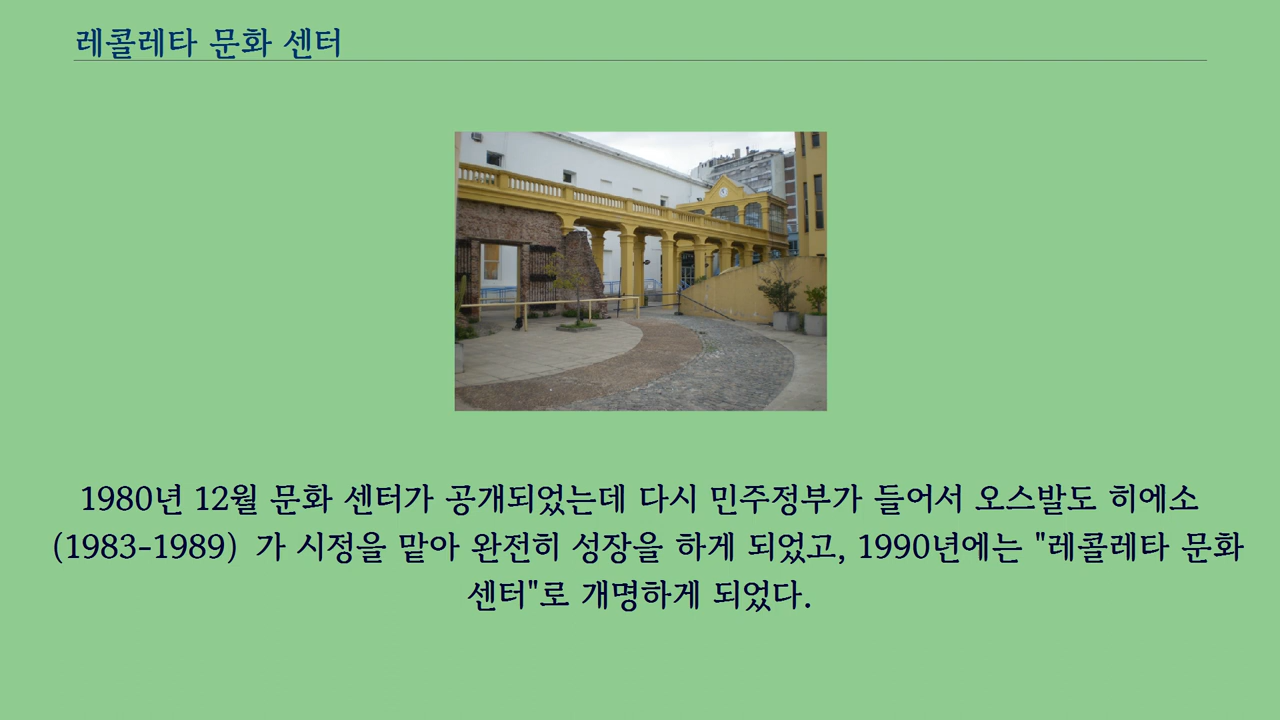 레콜레타 문화 센터
1980년 12월 문화 센터가 공개되었는데 다시 민주정부가 들어서 오스발도 히에소
(1983-1989) 가 시정을 맡아 완전히 성장을 하게 되었고, 1990년에는 "레콜레타 문화
센터"로 개명하게 되었다.